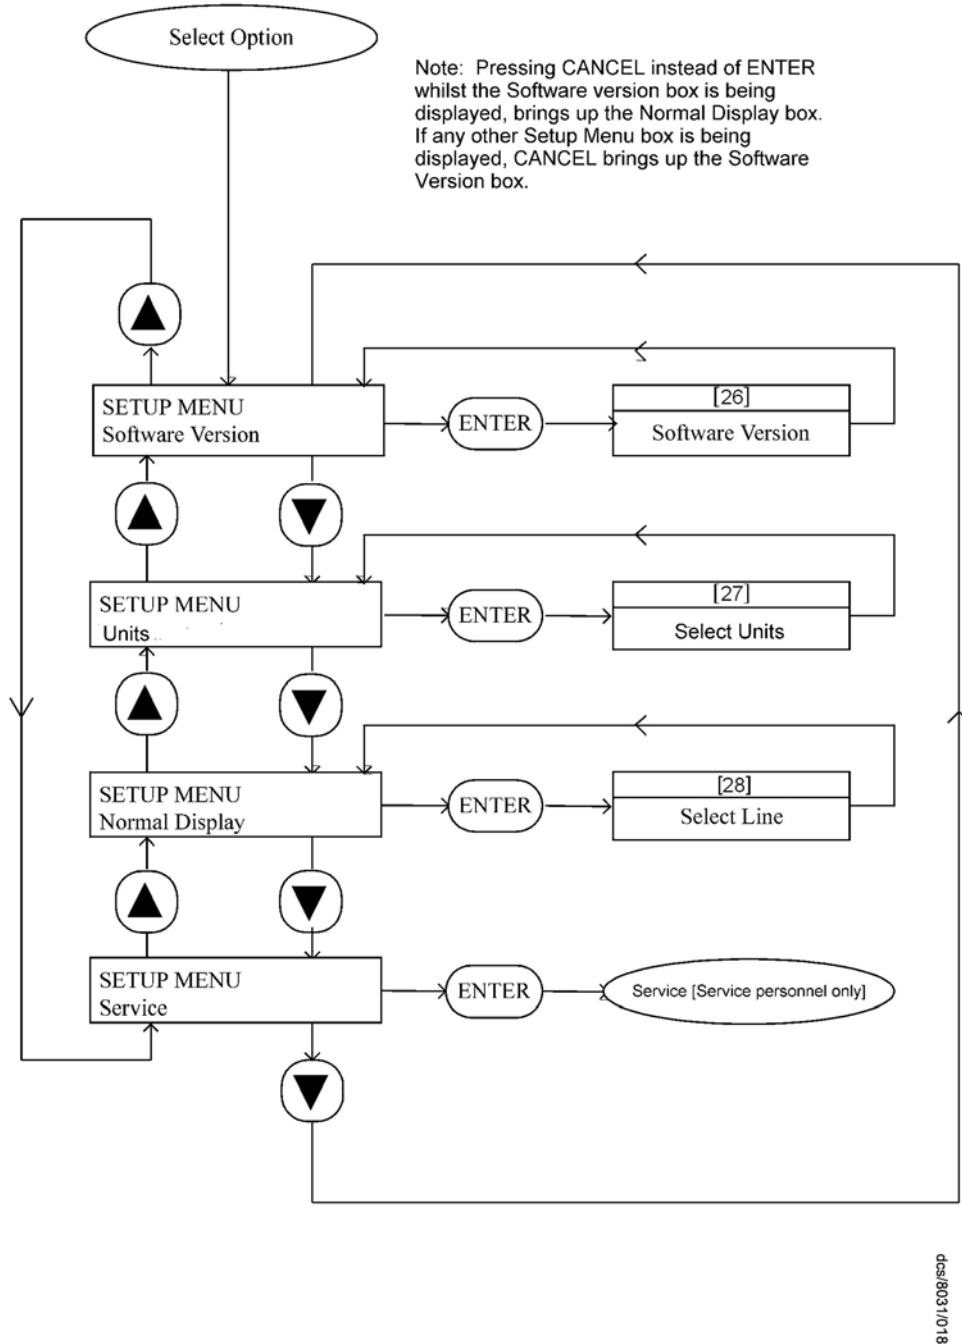 Select Option
Note: Pressing CANCEL instead of ENTER
whilst the Software version box is being
displayed, brings up the Normal Display box.
If any other Setup Menu box is being
displayed, CANCEL brings up the Software
Version box.
SETUP MENU
Software Version
ENTER
[26]
Software Version
SETUP MENU
Units
ENTER
[27]
Select Units
SETUP MENU
Normal Display
ENTER
[28]
Select Line
SETUP MENU
Service
ENTER
Service [Service personnel only]
dcs/8031/018